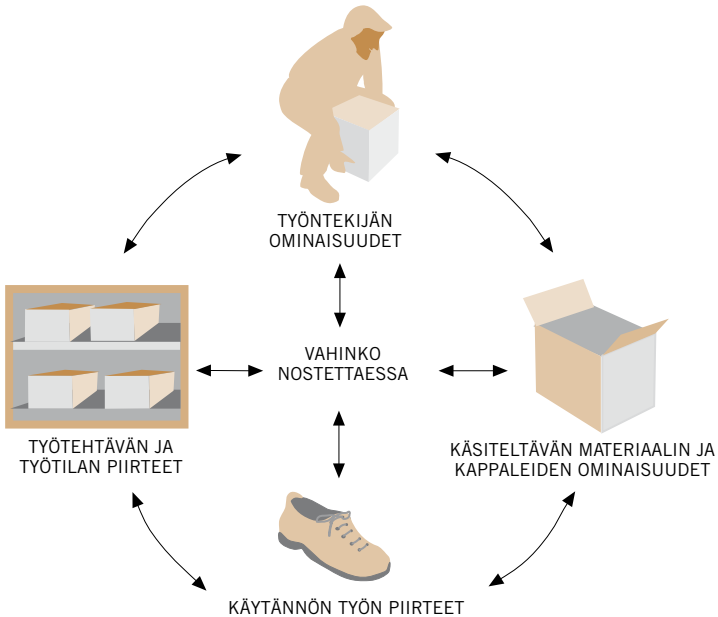 TYÖNTEKIJÄN
OMINAISUUDET
VAHINKO
NOSTETTAESSA
TYÖTEHTÄVÄN JA
TYÖTILAN PIIRTEET
KÄSITELTÄVÄN MATERIAALIN JA
KAPPALEIDEN OMINAISUUDET
KÄYTÄNNÖN TYÖN PIIRTEET